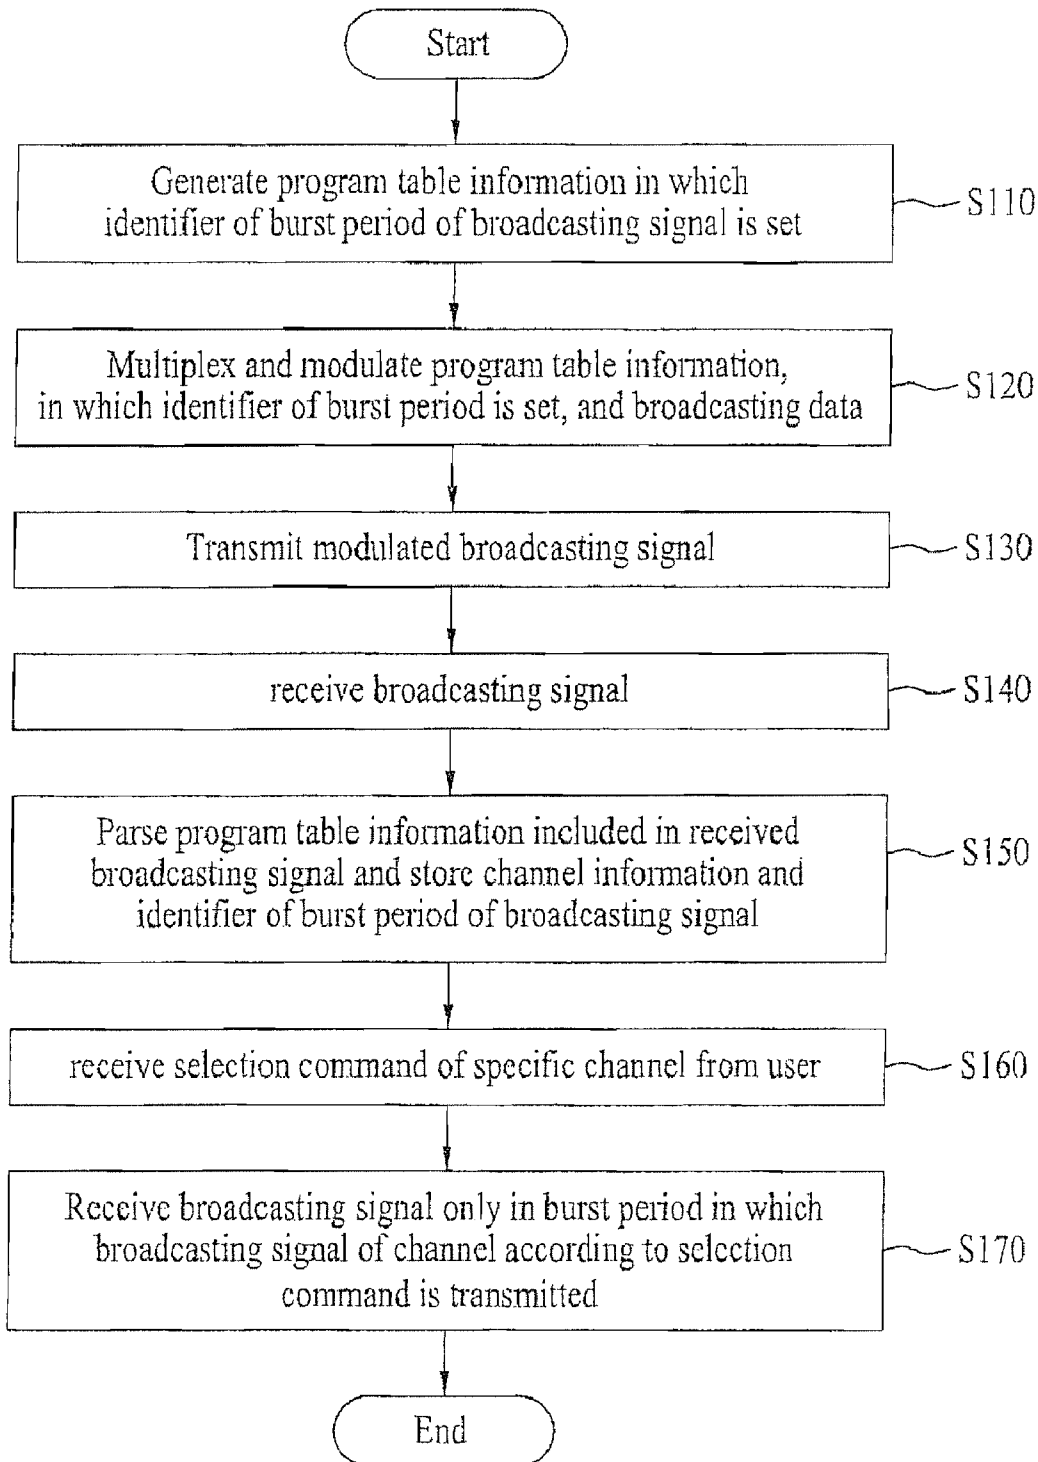 Start
Generate program table information in which
identifier of burst period of broadcasting signal is set
S110
Multiplex and modulate program table information,
in which identifier of burst period is set, and broadcasting data
S120
Transmit modulated broadcasting signal
S130
receive broadcasting signal
S140
Parse program table information included in received
broadcasting signal and store channel information and
identifier of burst period of broadcasting signal
S150
receive selection command of specific channel from user
S160
Receive broadcasting signal only in burst period in which
broadcasting signal of channel according to selection
command is transmitted
S170
End